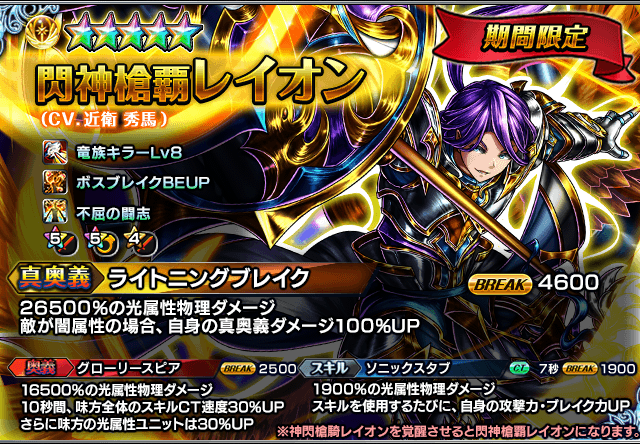 期間限定
閃神槍覇レイオン
(CV.近衛 秀馬)
竜族キラーLv8
ボスブレイクBEUP
不屈の闘志
5 5 4
真奥義 ライトニングブレイク BREAK 4600
26500%の光属性物理ダメージ
敵が闇属性の場合、自身の真奥義ダメージ100%UP
奥義 グローリースピア BREAK 2500
16500%の光属性物理ダメージ
10秒間、味方全体のスキルCT速度30%UP
さらに味方の光属性ユニットは30%UP
スキル ソニックスタブ CT 7秒 BREAK 1900
1900%の光属性物理ダメージ
スキルを使用するたびに、自身の攻撃力・ブレイク力UP
※神閃槍騎レイオンを覚醒させると閃神槍覇レイオンになります。